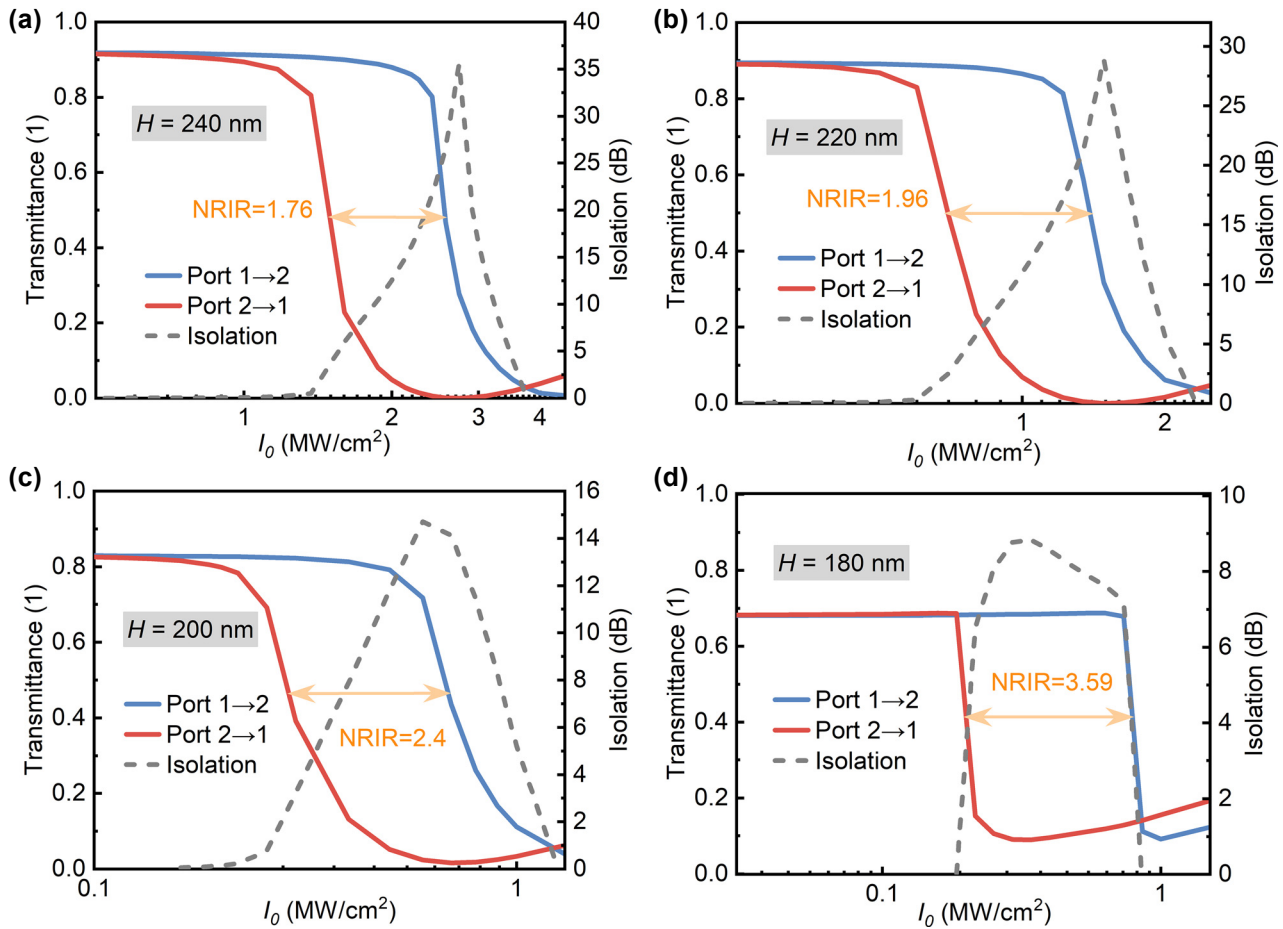 (a)
1.0
0.8
0.6
0.4
0.2
0.0
Transmittance (1)
H = 240 nm
NRIR=1.76
Port 1→2
Port 2→1
Isolation
40
35
30
25
20
15
10
5
0
Isolation (dB)
1
2
3
4
I0 (MW/cm²)
(b)
1.0
0.8
0.6
0.4
0.2
0.0
Transmittance (1)
H = 220 nm
NRIR=1.96
Port 1→2
Port 2→1
Isolation
30
25
20
15
10
5
0
Isolation (dB)
1
2
I0 (MW/cm²)
(c)
1.0
0.8
0.6
0.4
0.2
0.0
Transmittance (1)
H = 200 nm
NRIR=2.4
Port 1→2
Port 2→1
Isolation
16
14
12
10
8
6
4
2
0
Isolation (dB)
0.1
1
I0 (MW/cm²)
(d)
1.0
0.8
0.6
0.4
0.2
0.0
Transmittance (1)
H = 180 nm
NRIR=3.59
Port 1→2
Port 2→1
Isolation
10
8
6
4
2
0
Isolation (dB)
0.1
1
I0 (MW/cm²)